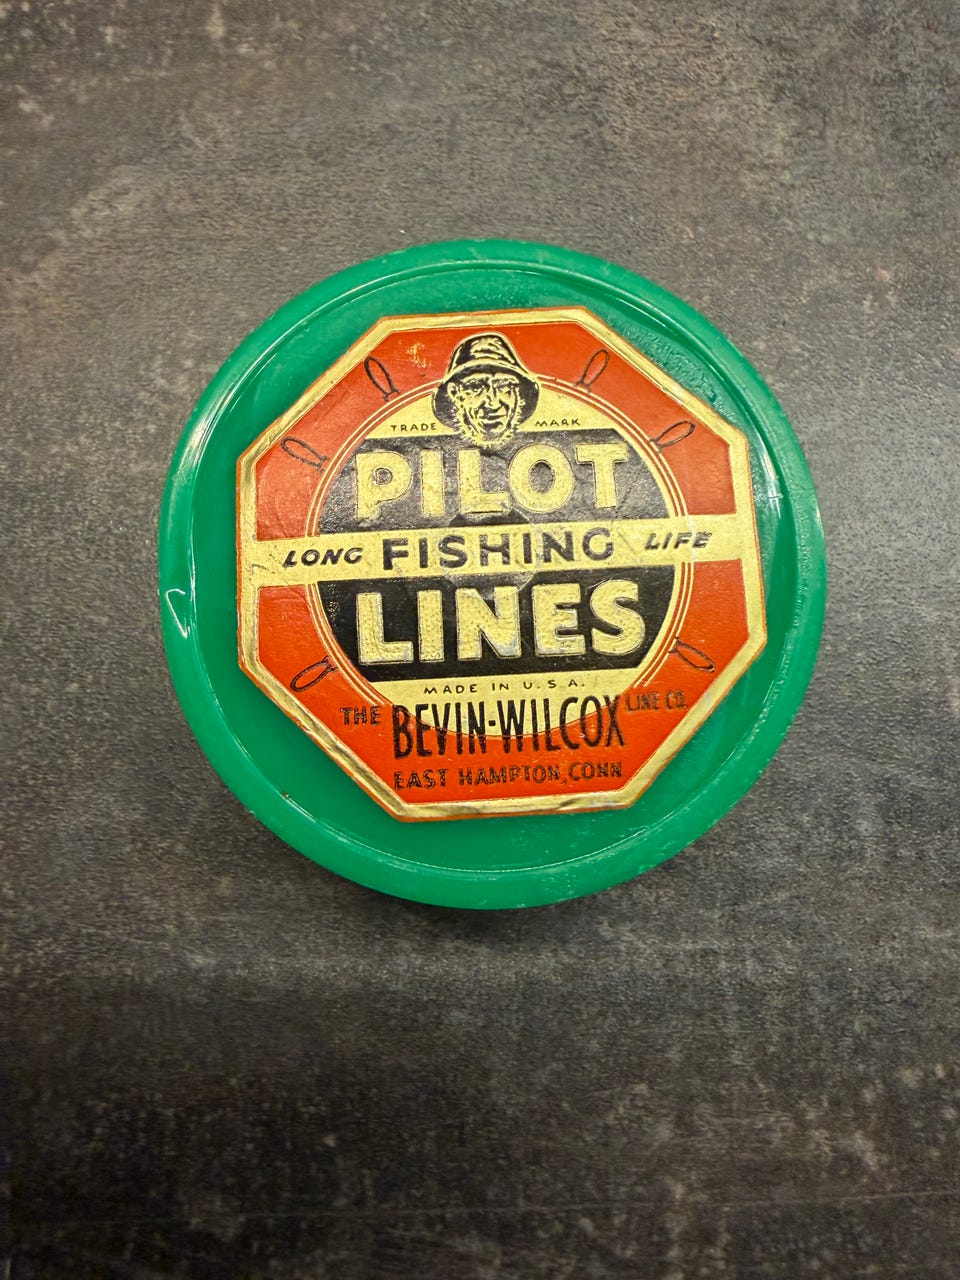 TRADE MARK
PILOT
LONG FISHING LIFE
LINES
MADE IN U.S.A.
THE BEVIN-WILCOX LINE CO.
EAST HAMPTON, CONN